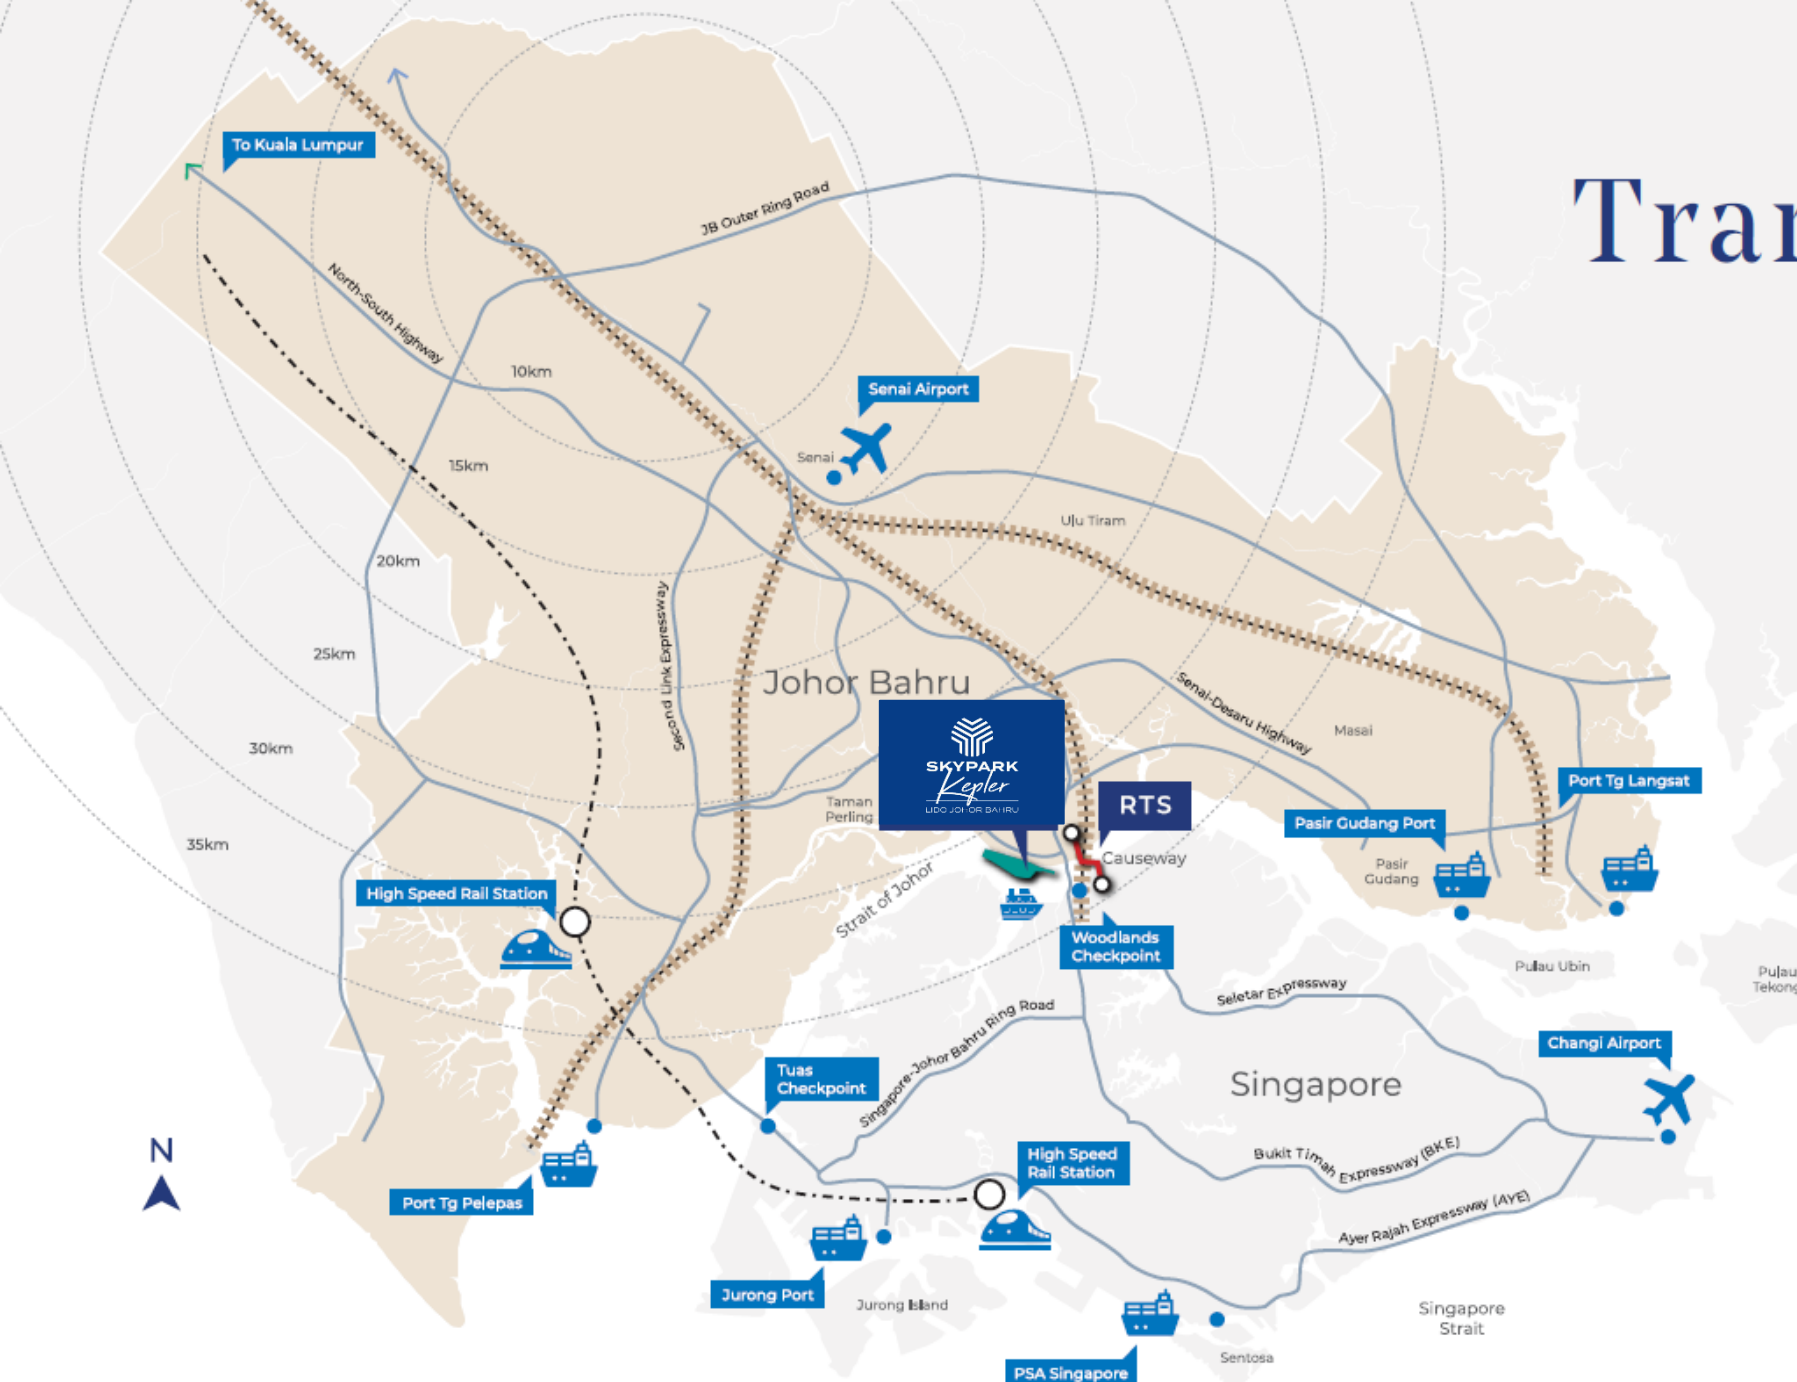 Tran
To Kuala Lumpur
JB Outer Ring Road
North-South Highway
10km
Senai Airport
Senai
15km
Ulu Tiram
20km
Second Link Expressway
25km
Johor Bahru
Senai-Desaru Highway
Masai
30km
SKYPARK
Kepler
LIDO JOHOR BAHRU
Port Tg Langsat
RTS
Taman
Perling
Pasir Gudang Port
35km
Causeway
Pasir
Gudang
High Speed Rail Station
Strait of Johor
Woodlands
Checkpoint
Pulau Ubin
Pulau
Tekong
Seletar Expressway
Singapore-Johor Bahru Ring Road
Changi Airport
Tuas
Checkpoint
Singapore
N
High Speed
Rail Station
Bukit Timah Expressway (BKE)
Port Tg Pelepas
Ayer Rajah Expressway (AYE)
Jurong Port
Jurong Island
Singapore
Strait
Sentosa
PSA Singapore